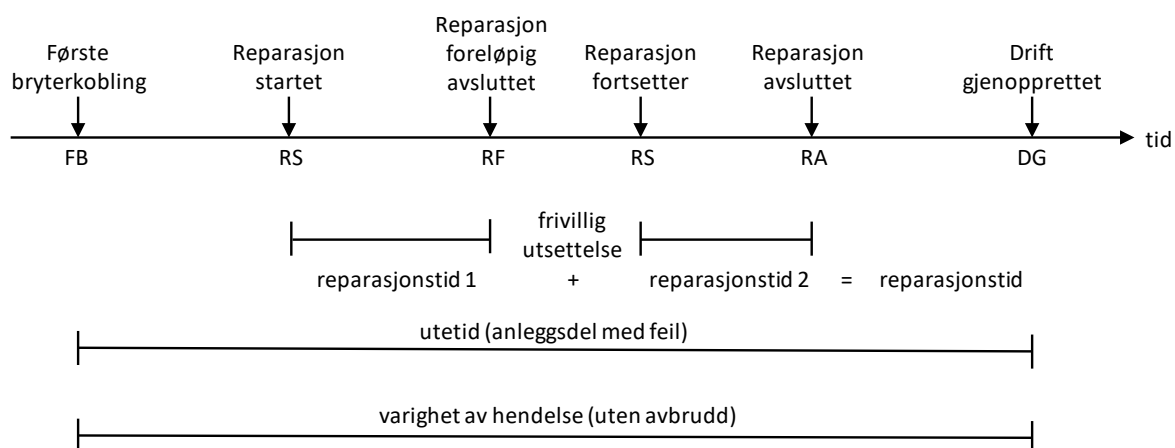 Første
bryterkobling
Reparasjon
startet
Reparasjon
foreløpig
avsluttet
Reparasjon
fortsetter
Reparasjon
avsluttet
Drift
gjenopprettet
tid
FB
RS
RF
RS
RA
DG
frivillig
utsettelse
reparasjonstid 1 + reparasjonstid 2 = reparasjonstid
utetid (anleggsdel med feil)
varighet av hendelse (uten avbrudd)